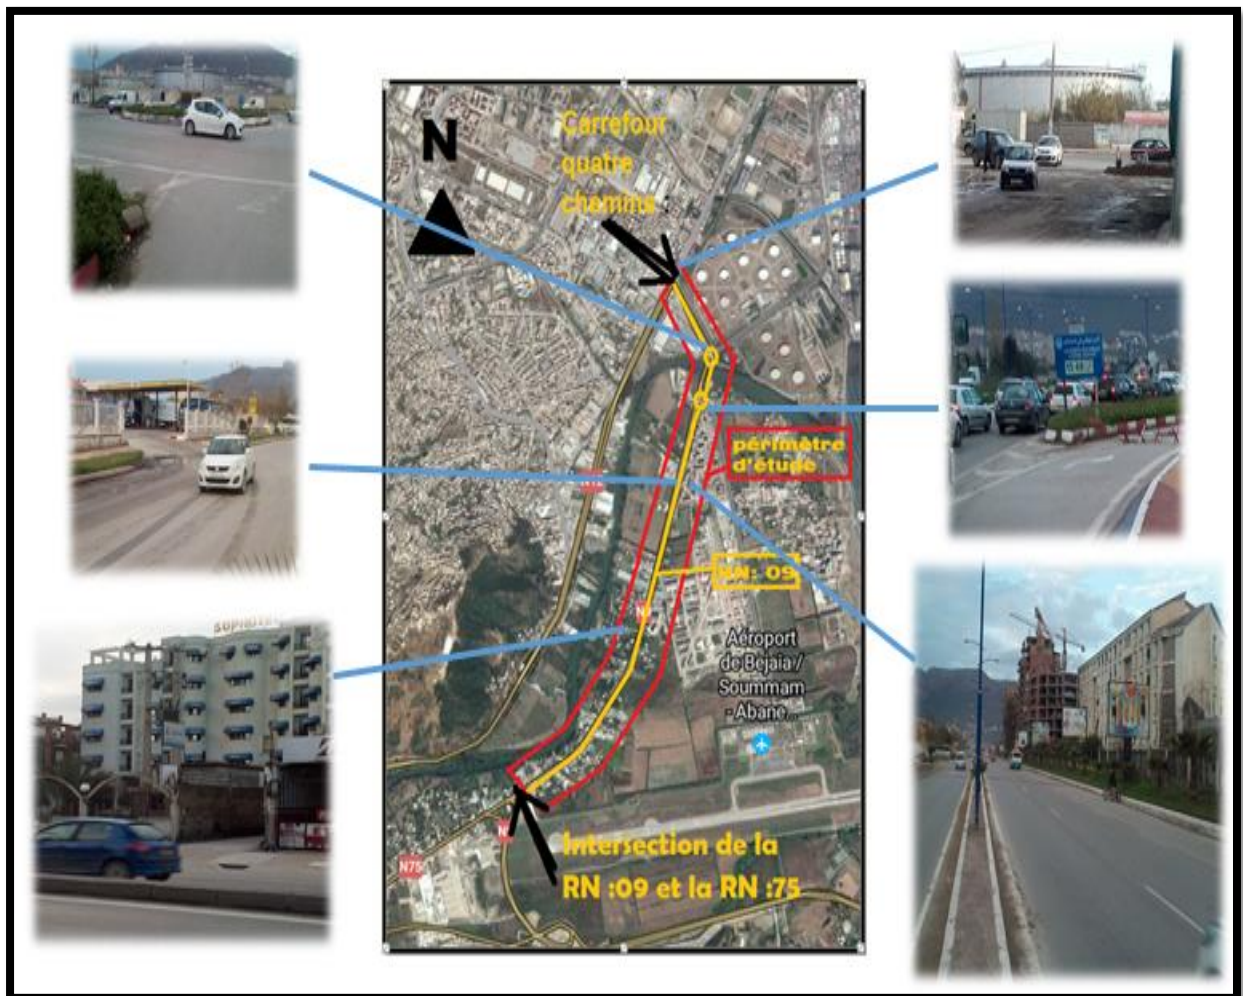 N
Carrefour
quatre
chemins
périmètre
d'étude
RN: 09
Aéroport
de Bejaia /
Soummam
- Abane...
N75
Intersection de la
RN :09 et la RN :75